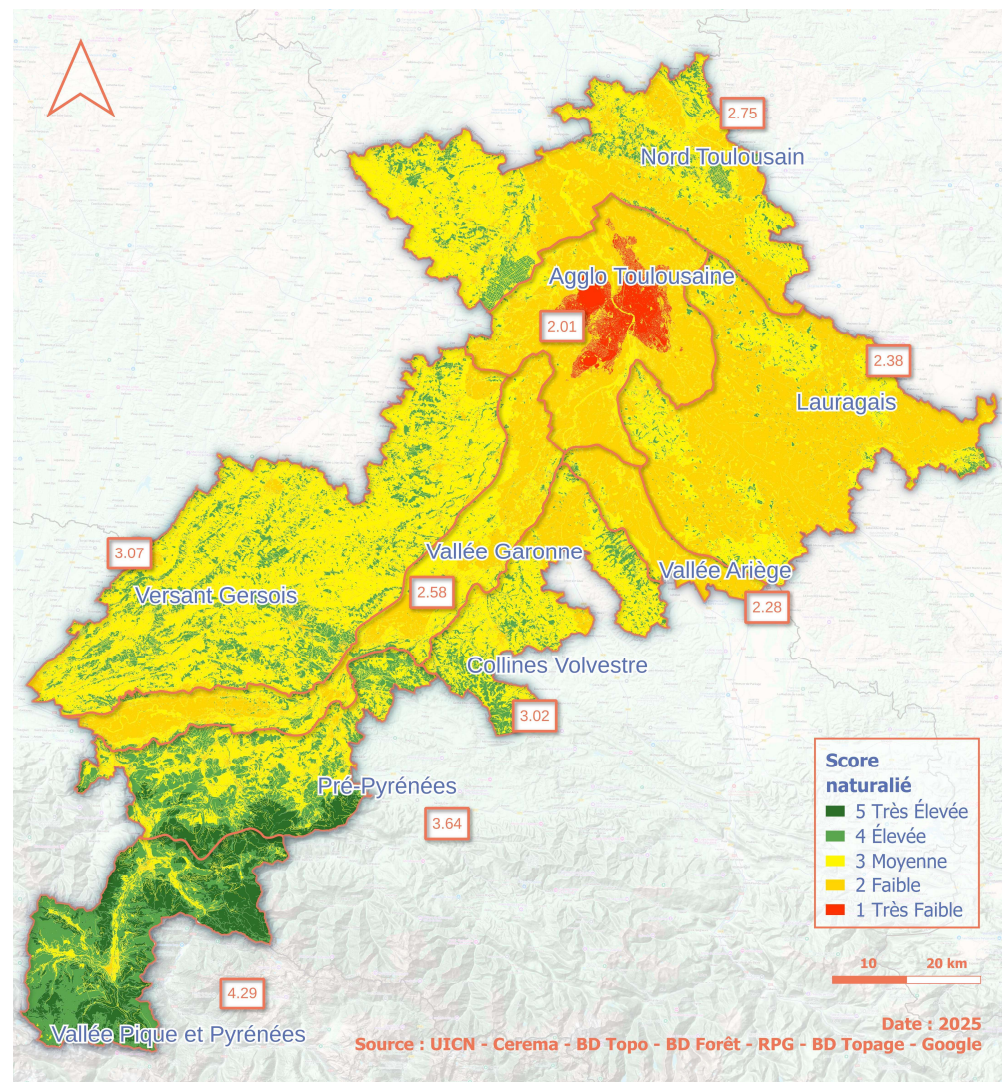 2.75
Nord Toulousain
Agglo Toulousaine
2.01
2.38
Lauragais
Vallée Garonne
3.07
Vallée Ariège
Versant Gersois
2.58
2.28
Collines Volvestre
3.02
Pré-Pyrénées
3.64
4.29
Vallée Pique et Pyrénées
Score
naturalié
5 Très Élevée
4 Élevée
3 Moyenne
2 Faible
1 Très Faible
10 20 km
Date : 2025
Source : UICN - Cerema - BD Topo - BD Forêt - RPG - BD Topage - Google